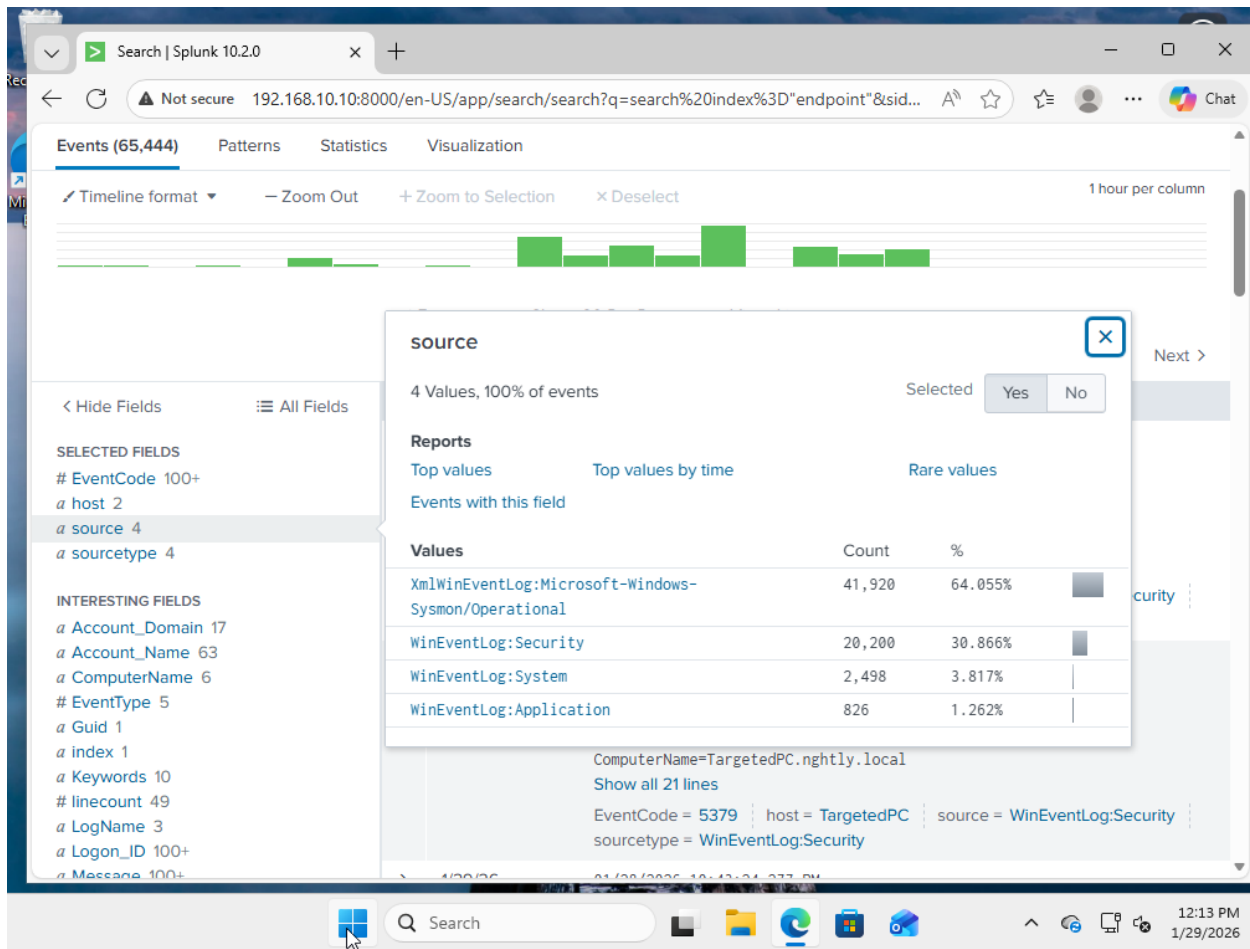 Rec
Search | Splunk 10.2.0
Not secure 192.168.10.10:8000/en-US/app/search/search?q=search%20index%3D"endpoint"&sid... Chat
Mi
Events (65,444) Patterns Statistics Visualization
Timeline format Zoom Out Zoom to Selection Deselect 1 hour per column
Next
Hide Fields All Fields
SELECTED FIELDS
# EventCode 100+
a host 2
a source 4
a sourcetype 4
INTERESTING FIELDS
a Account_Domain 17
a Account_Name 63
a ComputerName 6
# EventType 5
a Guid 1
a index 1
a Keywords 10
# linecount 49
a LogName 3
a Logon_ID 100+
a Message 100+
source
4 Values, 100% of events Selected Yes No
Reports
Top values Top values by time Rare values
Events with this field
Values Count %
XmlWinEventLog:Microsoft-Windows-
Sysmon/Operational 41,920 64.055%
WinEventLog:Security 20,200 30.866%
WinEventLog:System 2,498 3.817%
WinEventLog:Application 826 1.262%
curity
ComputerName=TargetedPC.nghtly.local
Show all 21 lines
EventCode = 5379 host = TargetedPC source = WinEventLog:Security
sourcetype = WinEventLog:Security
Search
12:13 PM
1/29/2026